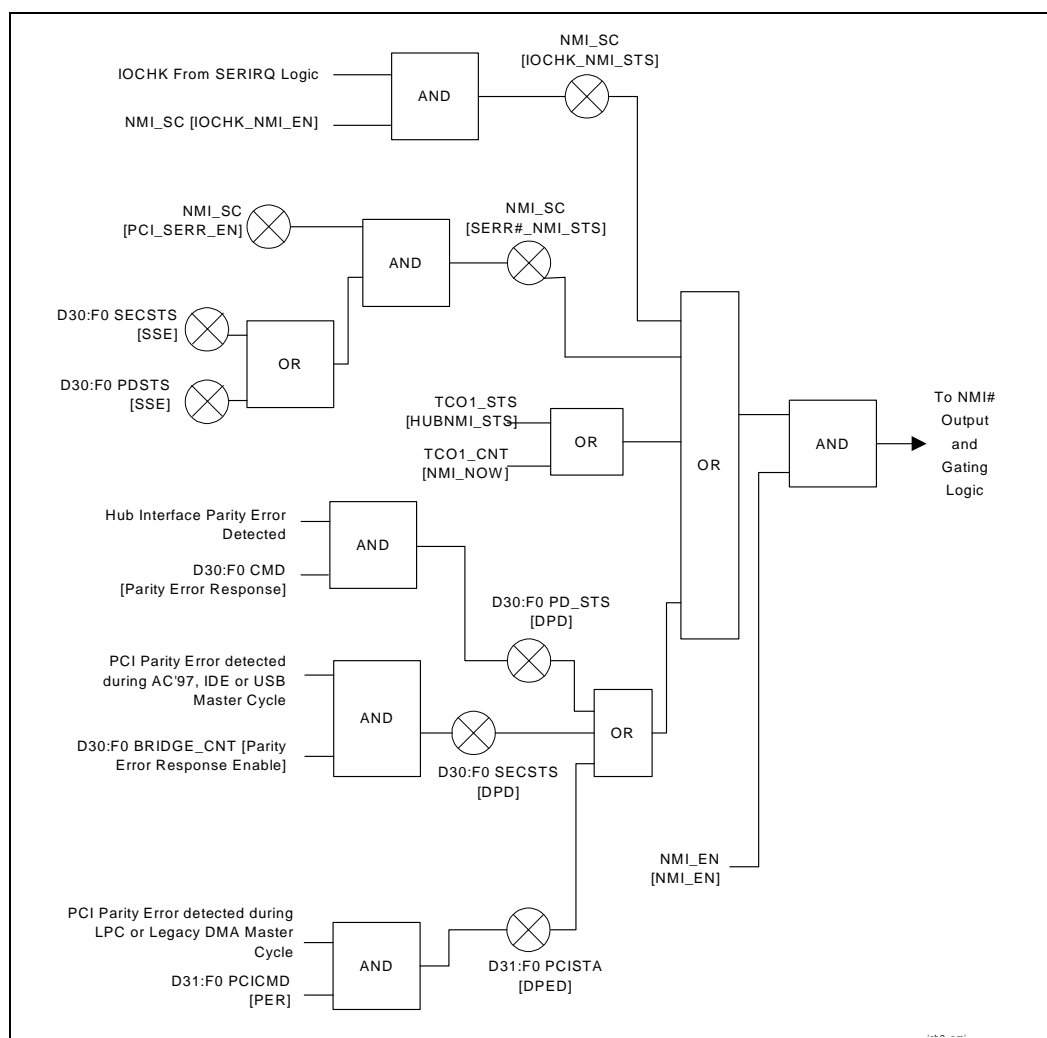 NMI_SC
[IOCHK_NMI_STS]
IOCHK From SERIRQ Logic
AND
NMI_SC [IOCHK_NMI_EN]
NMI_SC
[PCI_SERR_EN]
NMI_SC
[SERR#_NMI_STS]
AND
D30:F0 SECSTS
[SSE]
OR
D30:F0 PDSTS
[SSE]
TCO1_STS
[HUBNMI_STS]
OR
TCO1_CNT
[NMI_NOW]
OR
AND
To NMI#
Output
and
Gating
Logic
Hub Interface Parity Error
Detected
AND
D30:F0 CMD
[Parity Error Response]
D30:F0 PD_STS
[DPD]
PCI Parity Error detected
during AC'97, IDE or USB
Master Cycle
AND
OR
D30:F0 BRIDGE_CNT [Parity
Error Response Enable]
D30:F0 SECSTS
[DPD]
NMI_EN
[NMI_EN]
PCI Parity Error detected during
LPC or Legacy DMA Master
Cycle
AND
D31:F0 PCICMD
[PER]
D31:F0 PCISTA
[DPED]